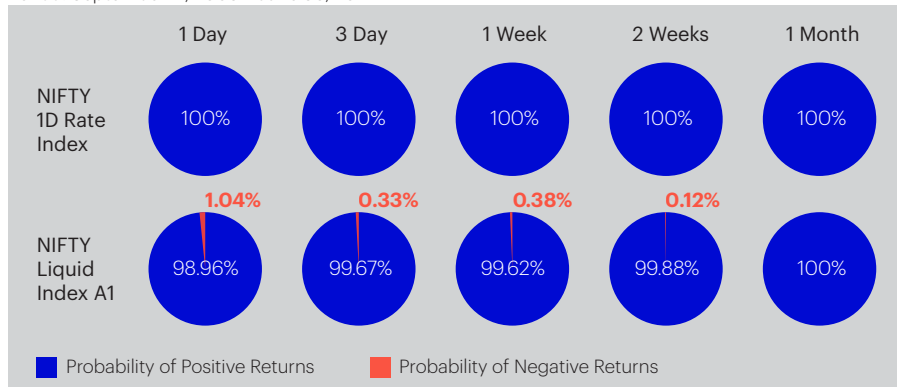 1 Day 3 Day 1 Week 2 Weeks 1 Month
NIFTY
1D Rate
Index
100% 100% 100% 100% 100%
1.04% 0.33% 0.38% 0.12%
NIFTY
Liquid
Index A1
98.96% 99.67% 99.62% 99.88% 100%
Probability of Positive Returns Probability of Negative Returns